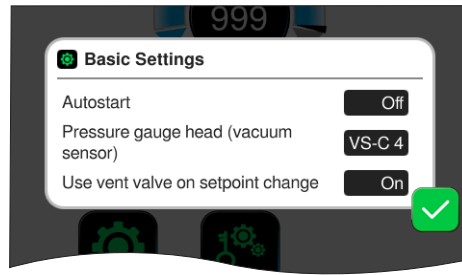 999
Basic Settings
Autostart Off
Pressure gauge head (vacuum
sensor) VS-C 4
Use vent valve on setpoint change On